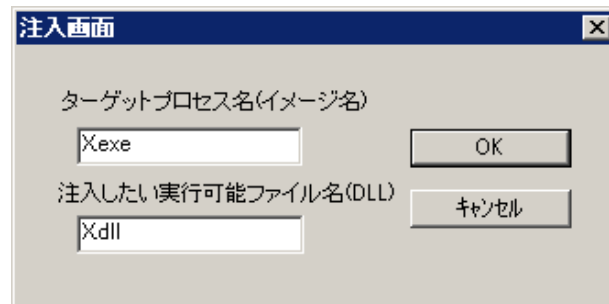 注入画面
ターゲットプロセス名(イメージ名)
X.exe
OK
注入したい実行可能ファイル名(DLL)
キャンセル
X.dll